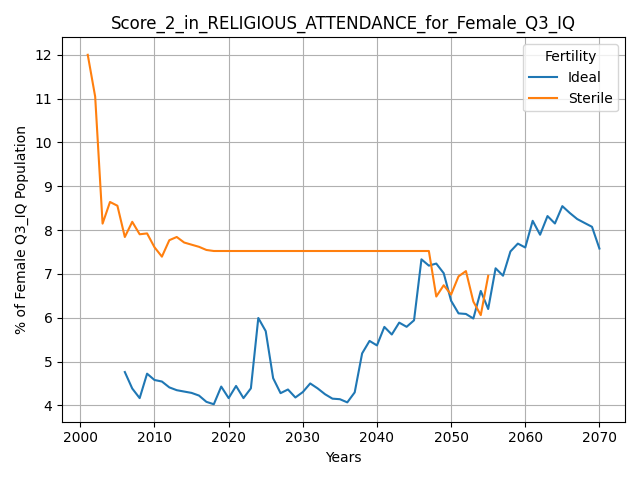 Score_2_in_RELIGIOUS_ATTENDANCE_for_Female_Q3_IQ
Fertility
Ideal
Sterile
% of Female Q3_IQ Population
12
11
10
9
8
7
6
5
4
2000 2010 2020 2030 2040 2050 2060 2070
Years